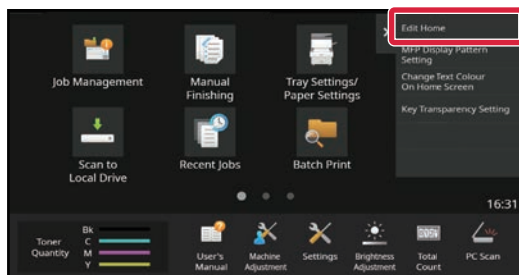 Edit Home
MFP Display Pattern
Setting
Change Text Colour
On Home Screen
Key Transparency Setting
Job Management
Manual
Finishing
Tray Settings/
Paper Settings
Scan to
Local Drive
Recent Jobs
Batch Print
16:31
Toner
Quantity
Bk
C
M
Y
User's
Manual
Machine
Adjustment
Settings
Brightness
Adjustment
Total
Count
PC Scan